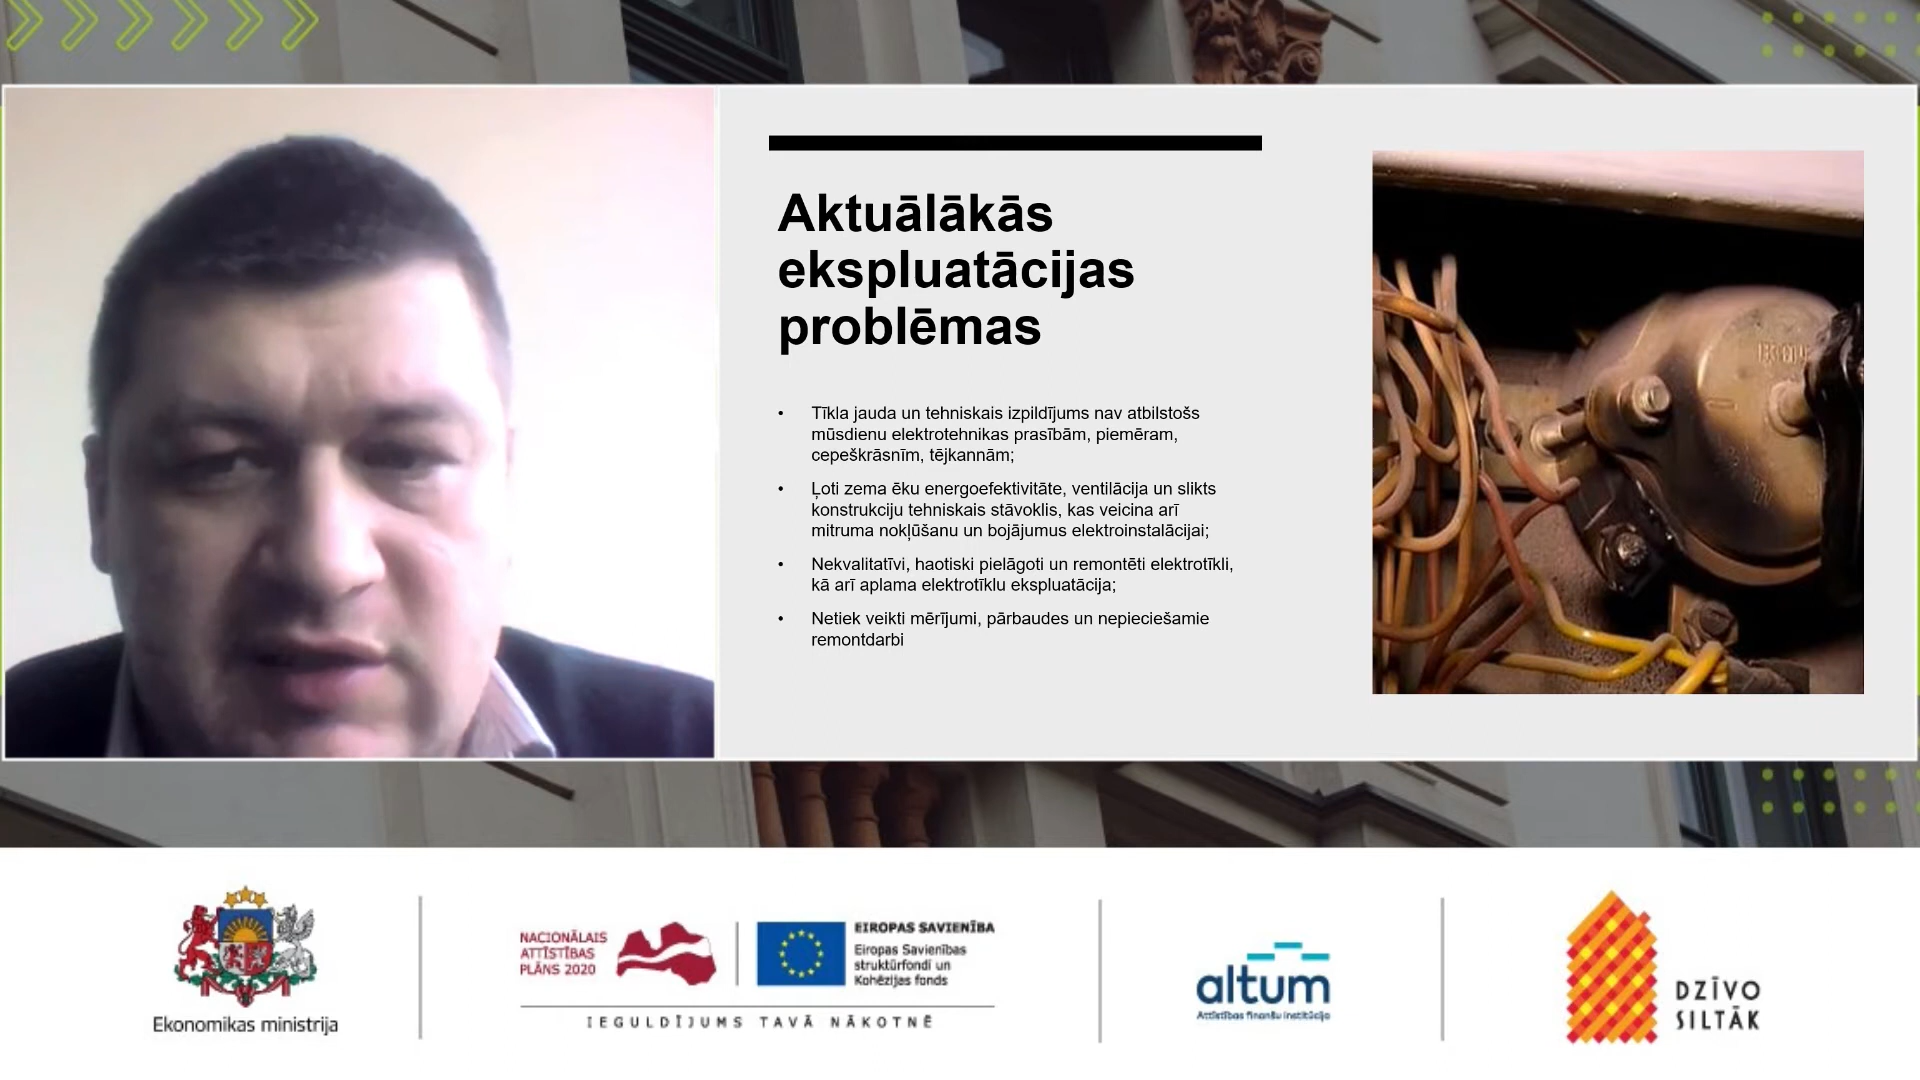 Aktuālākās
ekspluatācijas
problēmas
• Tīkla jauda un tehniskais izpildījums nav atbilstošs
mūsdienu elektrotehnikas prasībām, piemēram,
cepeškrāsnīm, tējkannām;
• Ļoti zema ēku energoefektivitāte, ventilācija un slikts
konstrukciju tehniskais stāvoklis, kas veicina arī
mitruma nokļūšanu un bojājumus elektroinstalācijai;
• Nekvalitatīvi, haotiski pielāgoti un remontēti elektrotīkli,
kā arī aplama elektrotīklu ekspluatācija;
• Netiek veikti mērījumi, pārbaudes un nepieciešamie
remontdarbi
Ekonomikas ministrija
NACIONĀLAIS
ATTĪSTĪBAS
PLĀNS 2020
EIROPAS SAVIENĪBA
Eiropas Savienības
struktūrfondi un
Kohēzijas fonds
IEGULDĪJUMS TAVĀ NĀKOTNĒ
altum
Attīstības finanšu institūcija
DZĪVO
SILTĀK